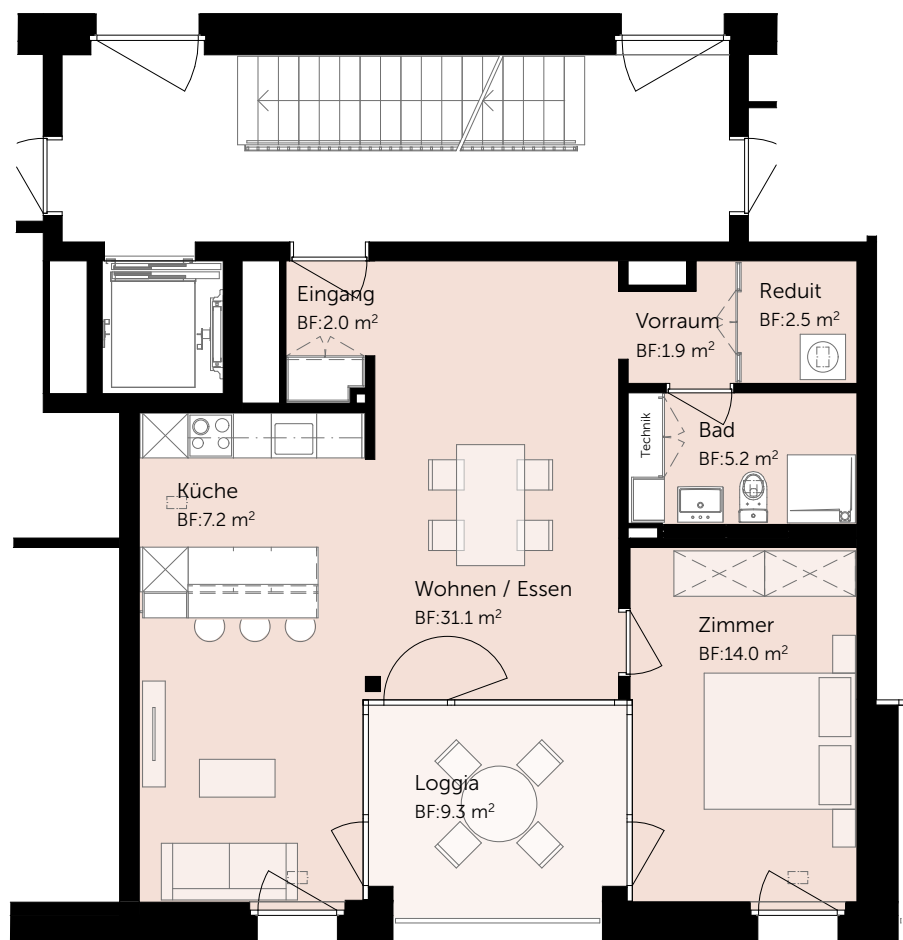 Eingang
BF:2.0 m²
Vorraum
BF:1.9 m²
Reduit
BF:2.5 m²
Technik
Bad
BF:5.2 m²
Küche
BF:7.2 m²
Wohnen / Essen
BF:31.1 m²
Zimmer
BF:14.0 m²
Loggia
BF:9.3 m²